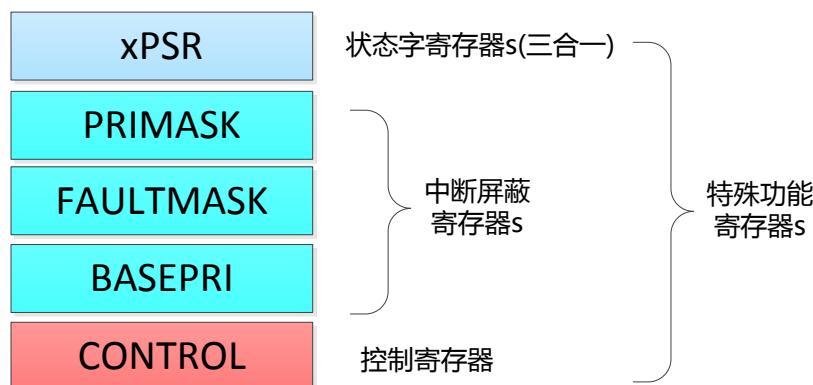 xPSR 状态字寄存器s(三合一)
PRIMASK
FAULTMASK
中断屏蔽
寄存器s
特殊功能
寄存器s
BASEPRI
CONTROL 控制寄存器